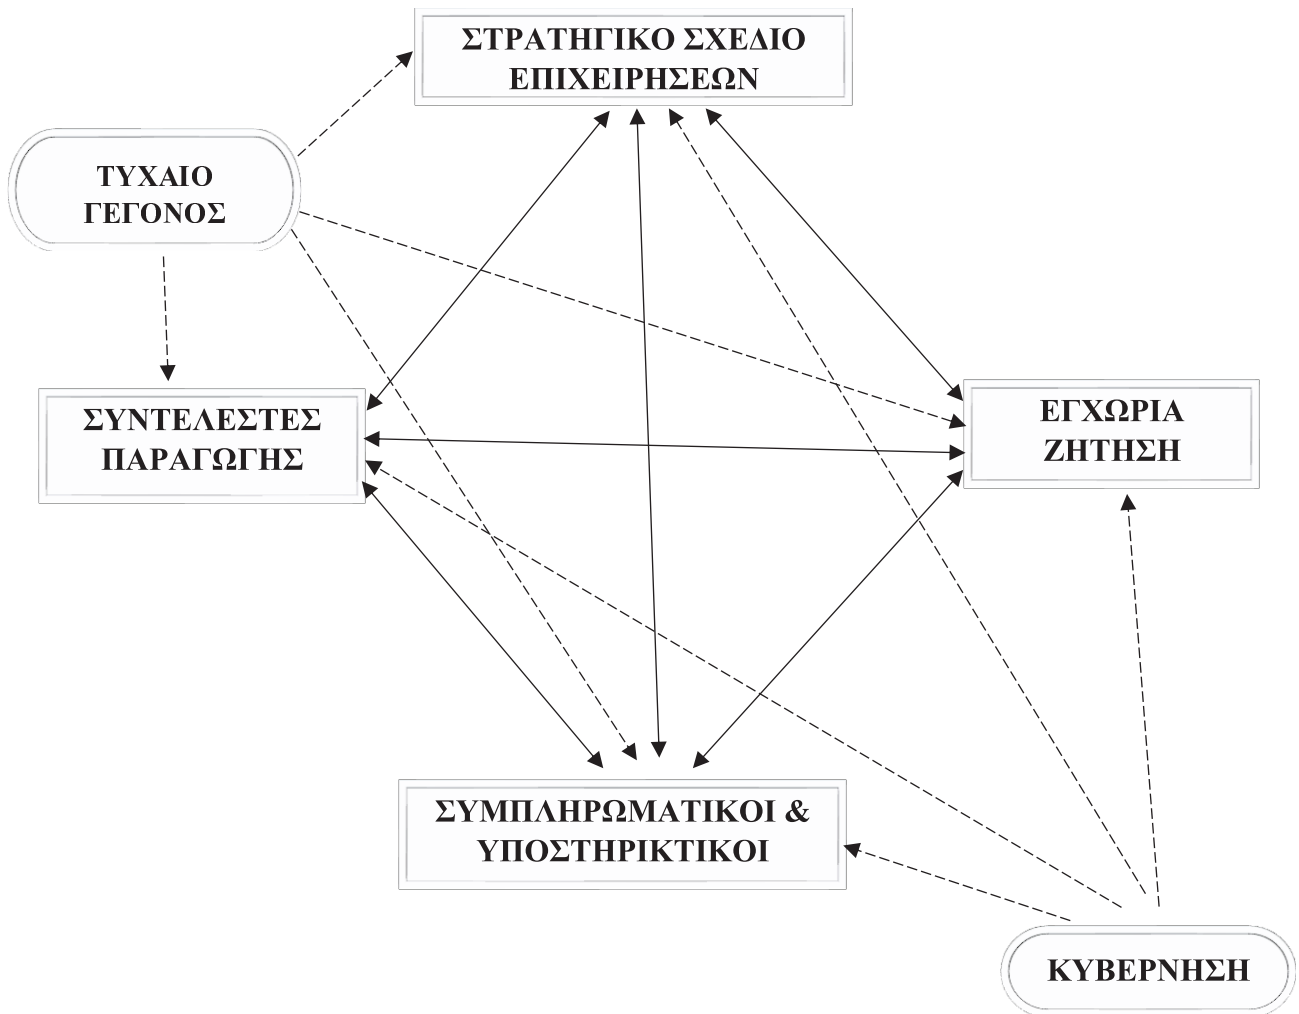 ΣΤΡΑΤΗΓΙΚΟ ΣΧΕΔΙΟ
ΕΠΙΧΕΙΡΗΣΕΩΝ
ΤΥΧΑΙΟ
ΓΕΓΟΝΟΣ
ΣΥΝΤΕΛΕΣΤΕΣ
ΠΑΡΑΓΩΓΗΣ
ΕΓΧΩΡΙΑ
ΖΗΤΗΣΗ
ΣΥΜΠΛΗΡΩΜΑΤΙΚΟΙ &
ΥΠΟΣΤΗΡΙΚΤΙΚΟΙ
ΚΥΒΕΡΝΗΣΗ